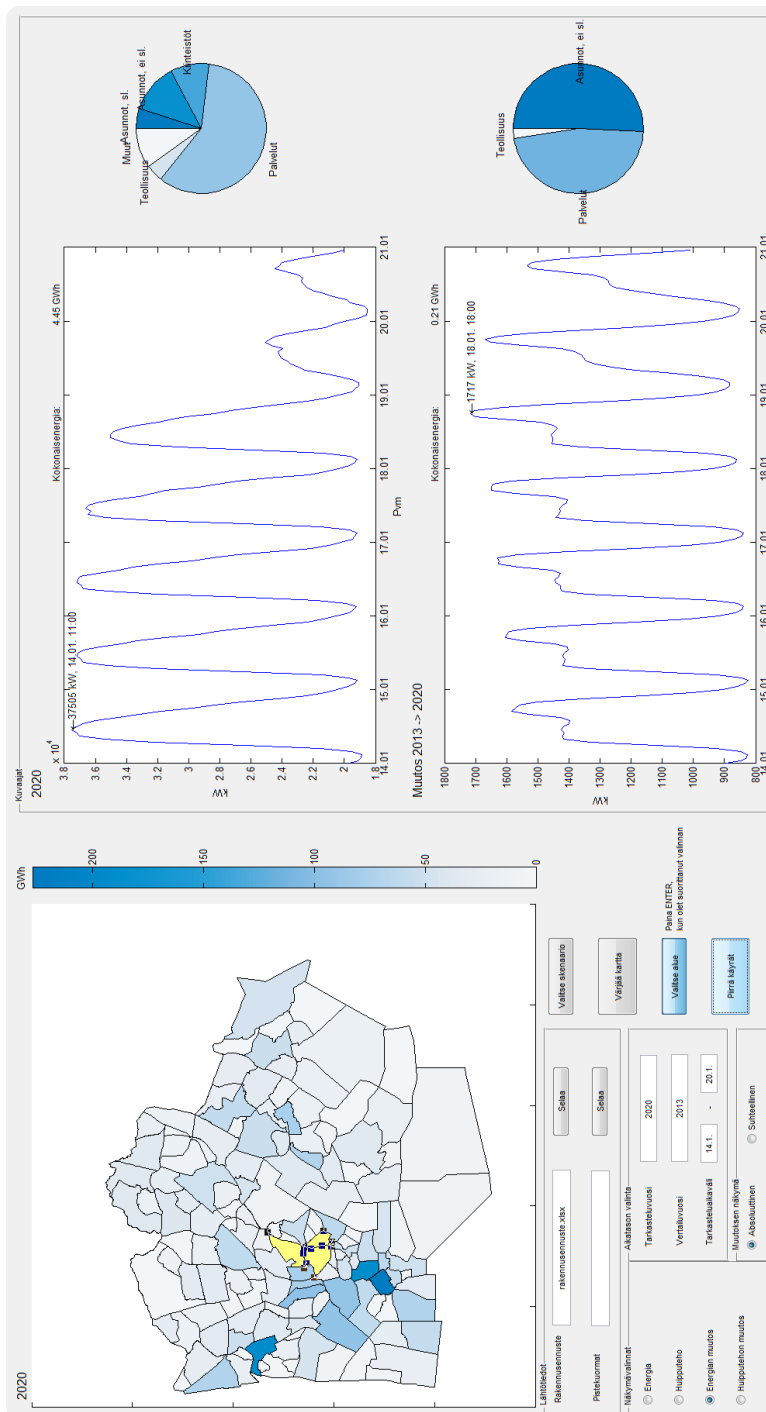 2020
GWh
200
150
100
50
0
Lähtötiedot
Rakennusennuste
rakennusennuste.xlsx
Selaa
Pistekuormat
Selaa
Valitse skenaario
Värjää kartta
Valitse alue
Paina ENTER,
kun olet suorittanut valinnan
Piirrä käyrät
Näkymävalinnat
Energia
Huipputeho
Energian muutos
Huipputehon muutos
Aikatason valinta
Tarkasteluvuosi
2020
Vertailuvuosi
2013
Tarkasteluaikaväli
14.1.
-
20.1.
Muutoksen näkymä
Absoluuttinen
Suhteellinen
Kuvaajat
2020
x 10^4
Kokonaisenergia:
4.45 GWh
37505 kW, 14.01. 11:00
kW
3.8
3.6
3.4
3.2
3
2.8
2.6
2.4
2.2
2
1.8
14.01
15.01
16.01
17.01
18.01
19.01
20.01
21.01
Pvm
Asunnot, sl.
Asunnot, ei sl.
Kiinteistöt
Palvelut
Teollisuus
Muut
Muutos 2013 -> 2020
Kokonaisenergia:
0.21 GWh
1717 kW, 18.01. 18:00
kW
1800
1700
1600
1500
1400
1300
1200
1100
1000
900
800
14.01
15.01
16.01
17.01
18.01
19.01
20.01
21.01
Teollisuus
Asunnot, ei sl.
Palvelut